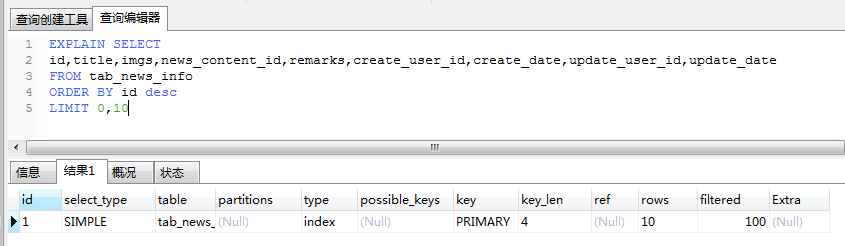 查询创建工具 查询编辑器
1 EXPLAIN SELECT
2 id,title,imgs,news_content_id,remarks,create_user_id,create_date,update_user_id,update_date
3 FROM tab_news_info
4 ORDER BY id desc
5 LIMIT 0,10
信息 结果1 概况 状态
id select_type table partitions type possible_keys key key_len ref rows filtered Extra
1 SIMPLE tab_news_ (Null) index (Null) PRIMARY 4 (Null) 10 100 (Null)